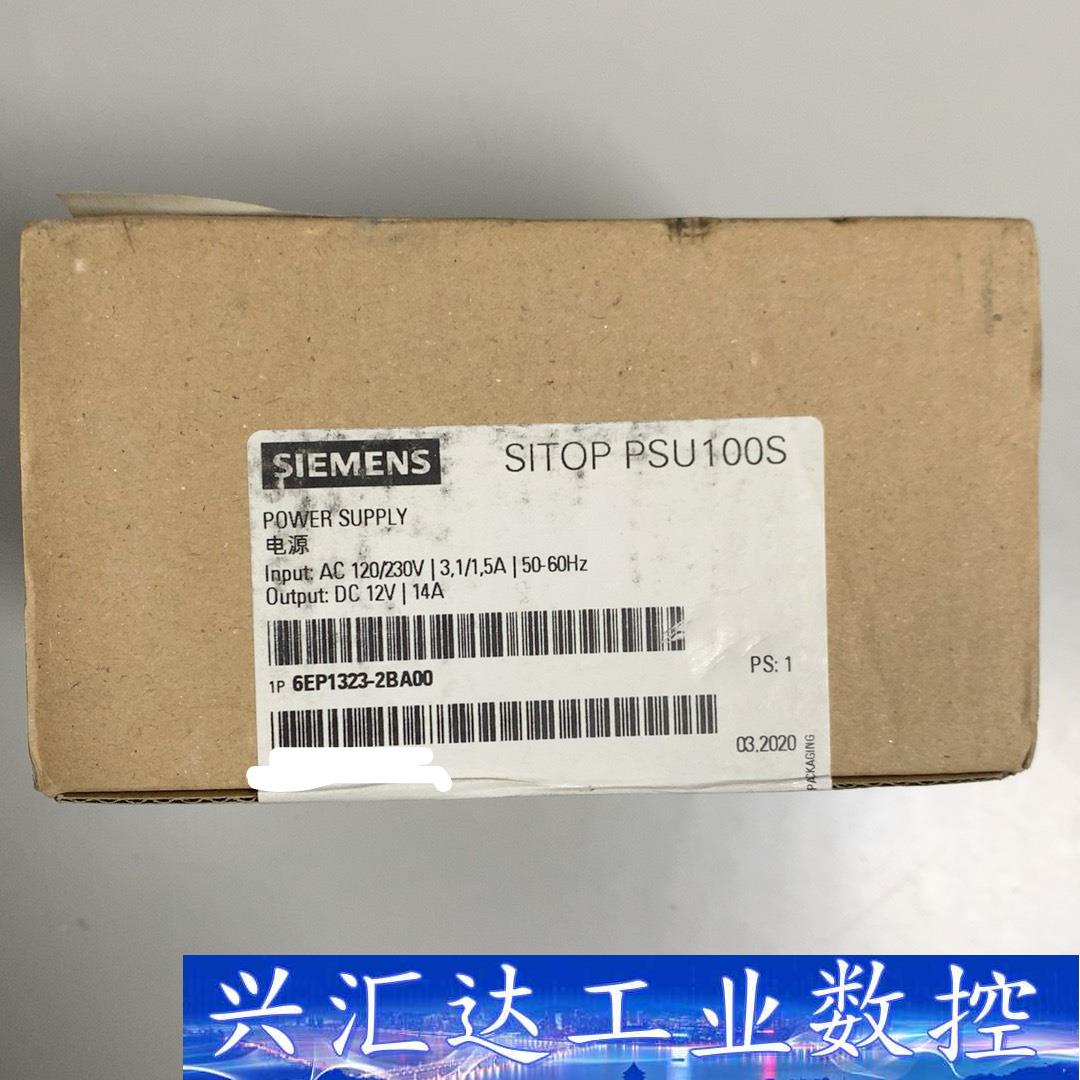 SIEMENS
SITOP PSU100S
POWER SUPPLY
电源
Input: AC 120/230V | 3,1/1,5A | 50-60Hz
Output: DC 12V | 14A
1P 6EP1323-2BA00
PS: 1
03.2020
PACKAGING
兴汇达工业数控